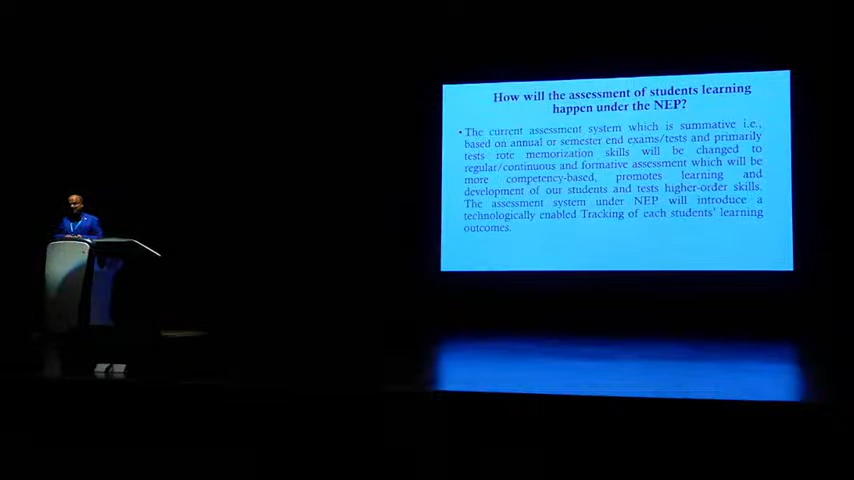 How will the assessment of students learning
happen under the NEP?
• The current assessment system which is summative i.e.,
based on annual or semester end exams/tests and primarily
tests rote memorization skills will be changed to
regular/continuous and formative assessment which will be
more competency-based, promotes learning and
development of our students and tests higher-order skills.
The assessment system under NEP will introduce a
technologically enabled Tracking of each students' learning
outcomes.